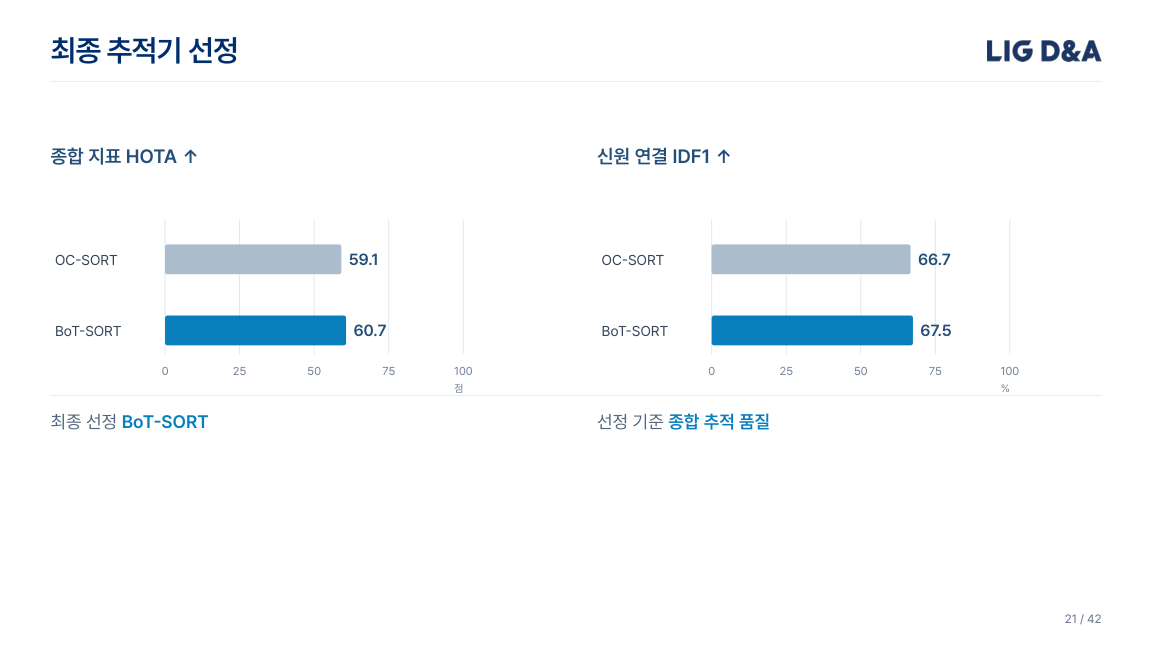 최종 추적기 선정
LIG D&A
종합 지표 HOTA ↑
OC-SORT
59.1
BoT-SORT
60.7
0 25 50 75 100
점
신원 연결 IDF1 ↑
OC-SORT
66.7
BoT-SORT
67.5
0 25 50 75 100
%
최종 선정 BoT-SORT
선정 기준 종합 추적 품질
21 / 42